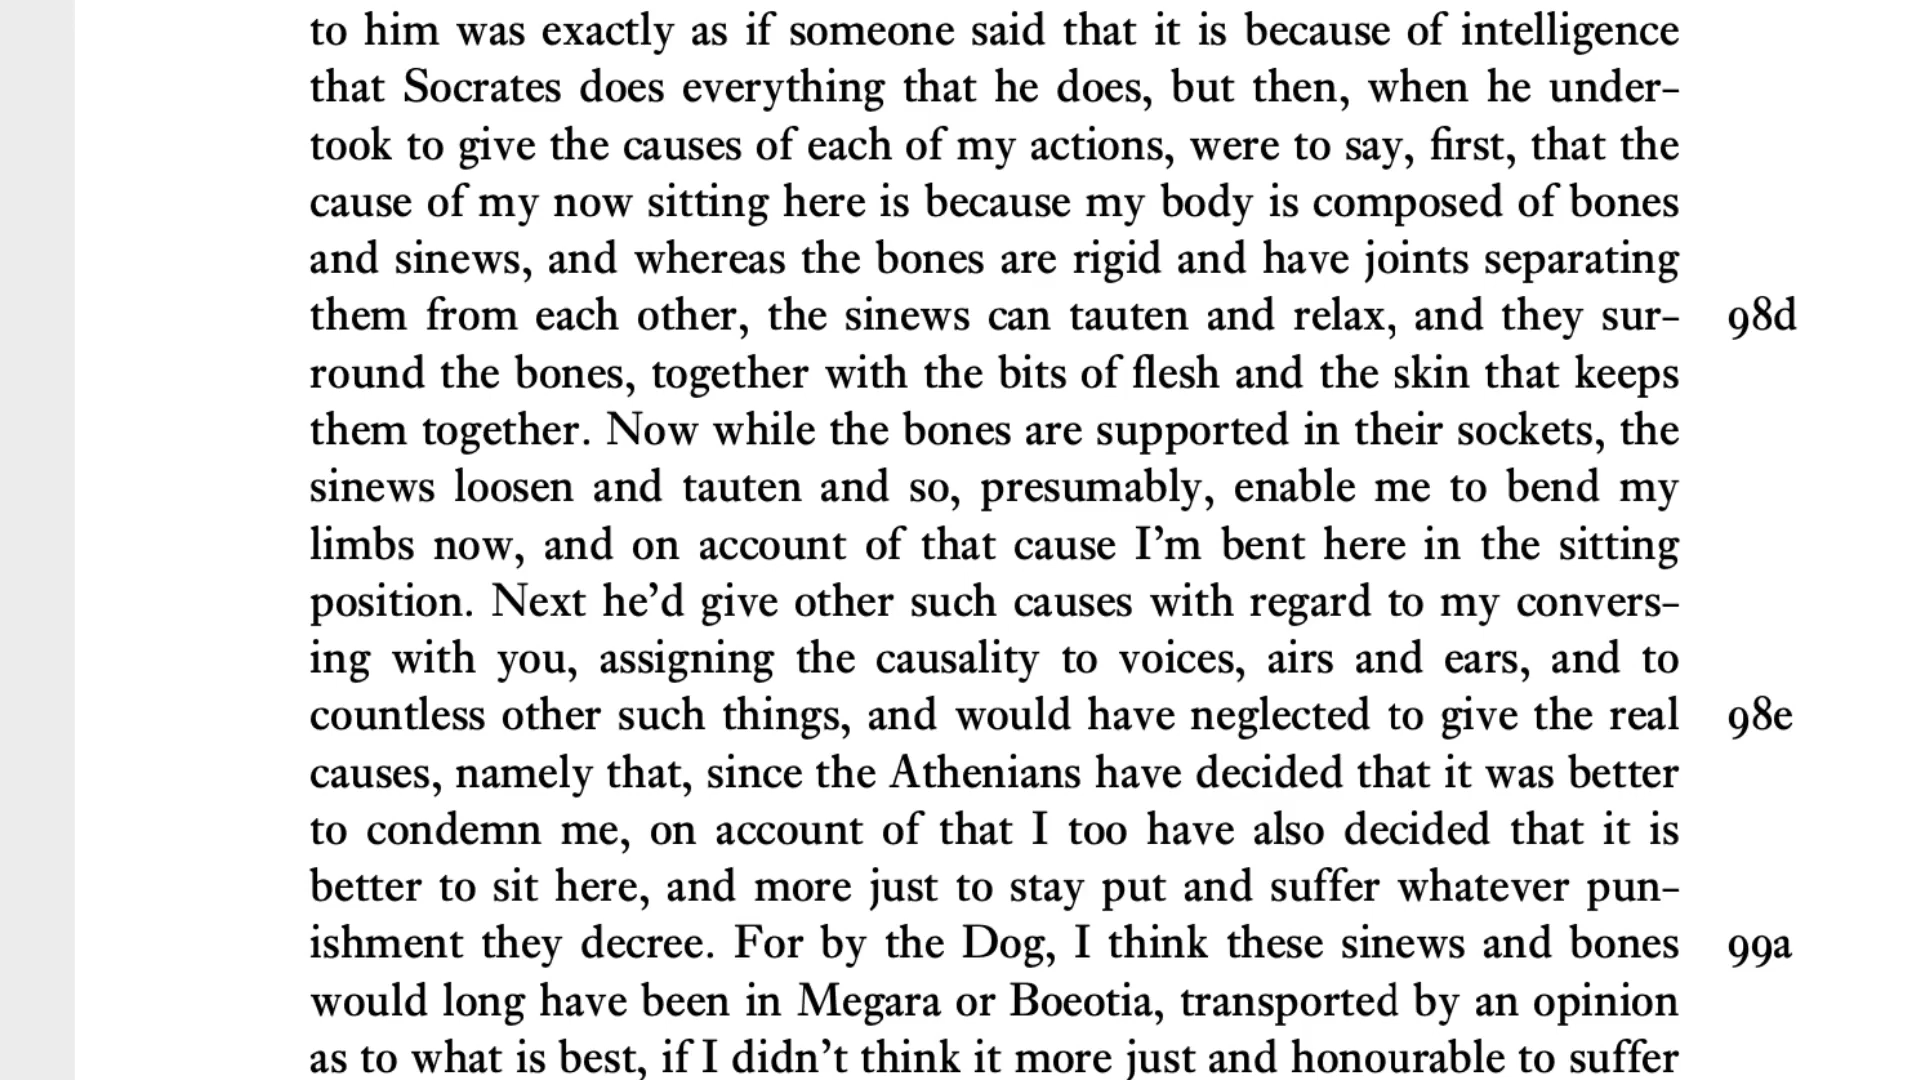 to him was exactly as if someone said that it is because of intelligence
that Socrates does everything that he does, but then, when he under-
took to give the causes of each of my actions, were to say, first, that the
cause of my now sitting here is because my body is composed of bones
and sinews, and whereas the bones are rigid and have joints separating
them from each other, the sinews can tauten and relax, and they sur- 98d
round the bones, together with the bits of flesh and the skin that keeps
them together. Now while the bones are supported in their sockets, the
sinews loosen and tauten and so, presumably, enable me to bend my
limbs now, and on account of that cause I’m bent here in the sitting
position. Next he’d give other such causes with regard to my convers-
ing with you, assigning the causality to voices, airs and ears, and to
countless other such things, and would have neglected to give the real 98e
causes, namely that, since the Athenians have decided that it was better
to condemn me, on account of that I too have also decided that it is
better to sit here, and more just to stay put and suffer whatever pun-
ishment they decree. For by the Dog, I think these sinews and bones 99a
would long have been in Megara or Boeotia, transported by an opinion
as to what is best, if I didn’t think it more just and honourable to suffer